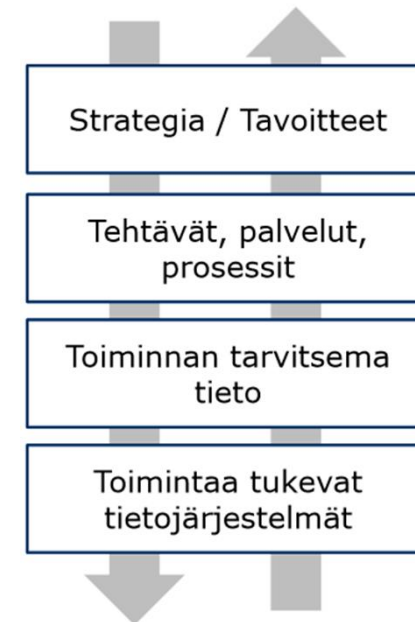 Strategia / Tavoitteet
Tehtävät, palvelut,
prosessit
Toiminnan tarvitsema
tieto
Toimintaa tukevat
tietojärjestelmät